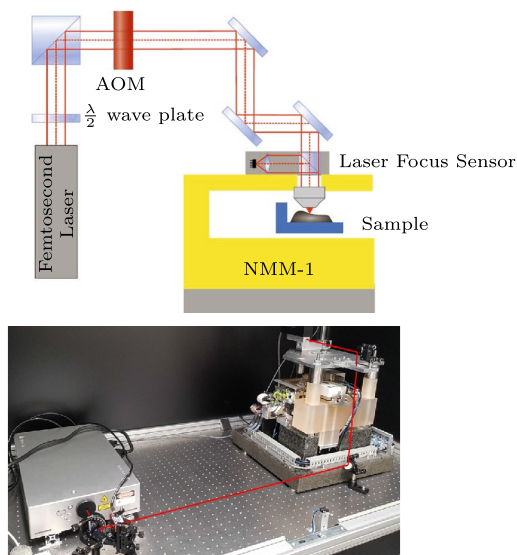 AOM
λ/2 wave plate
Femtosecond
Laser
Laser Focus Sensor
Sample
NMM-1